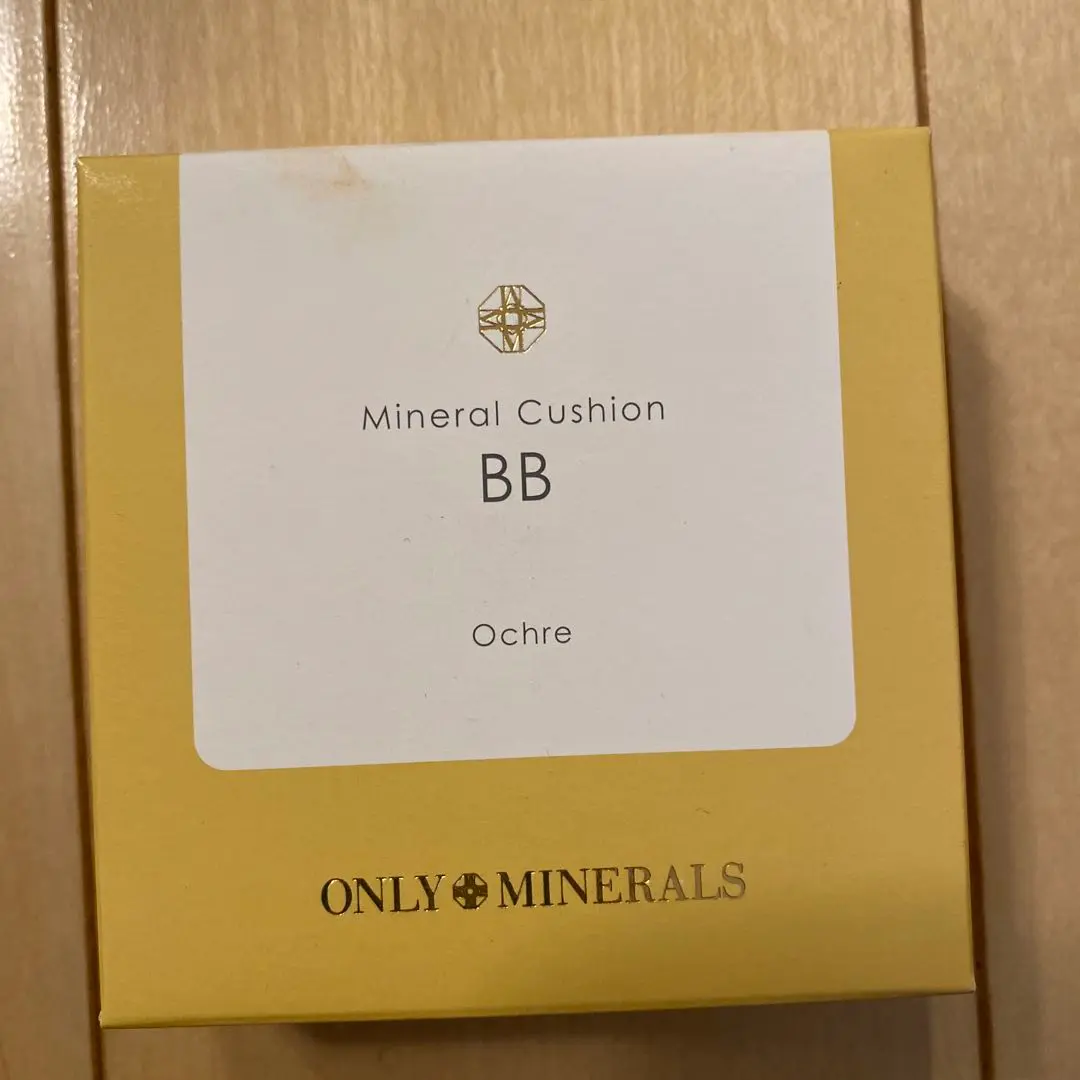 Mineral Cushion
BB
Ochre
ONLY MINERALS